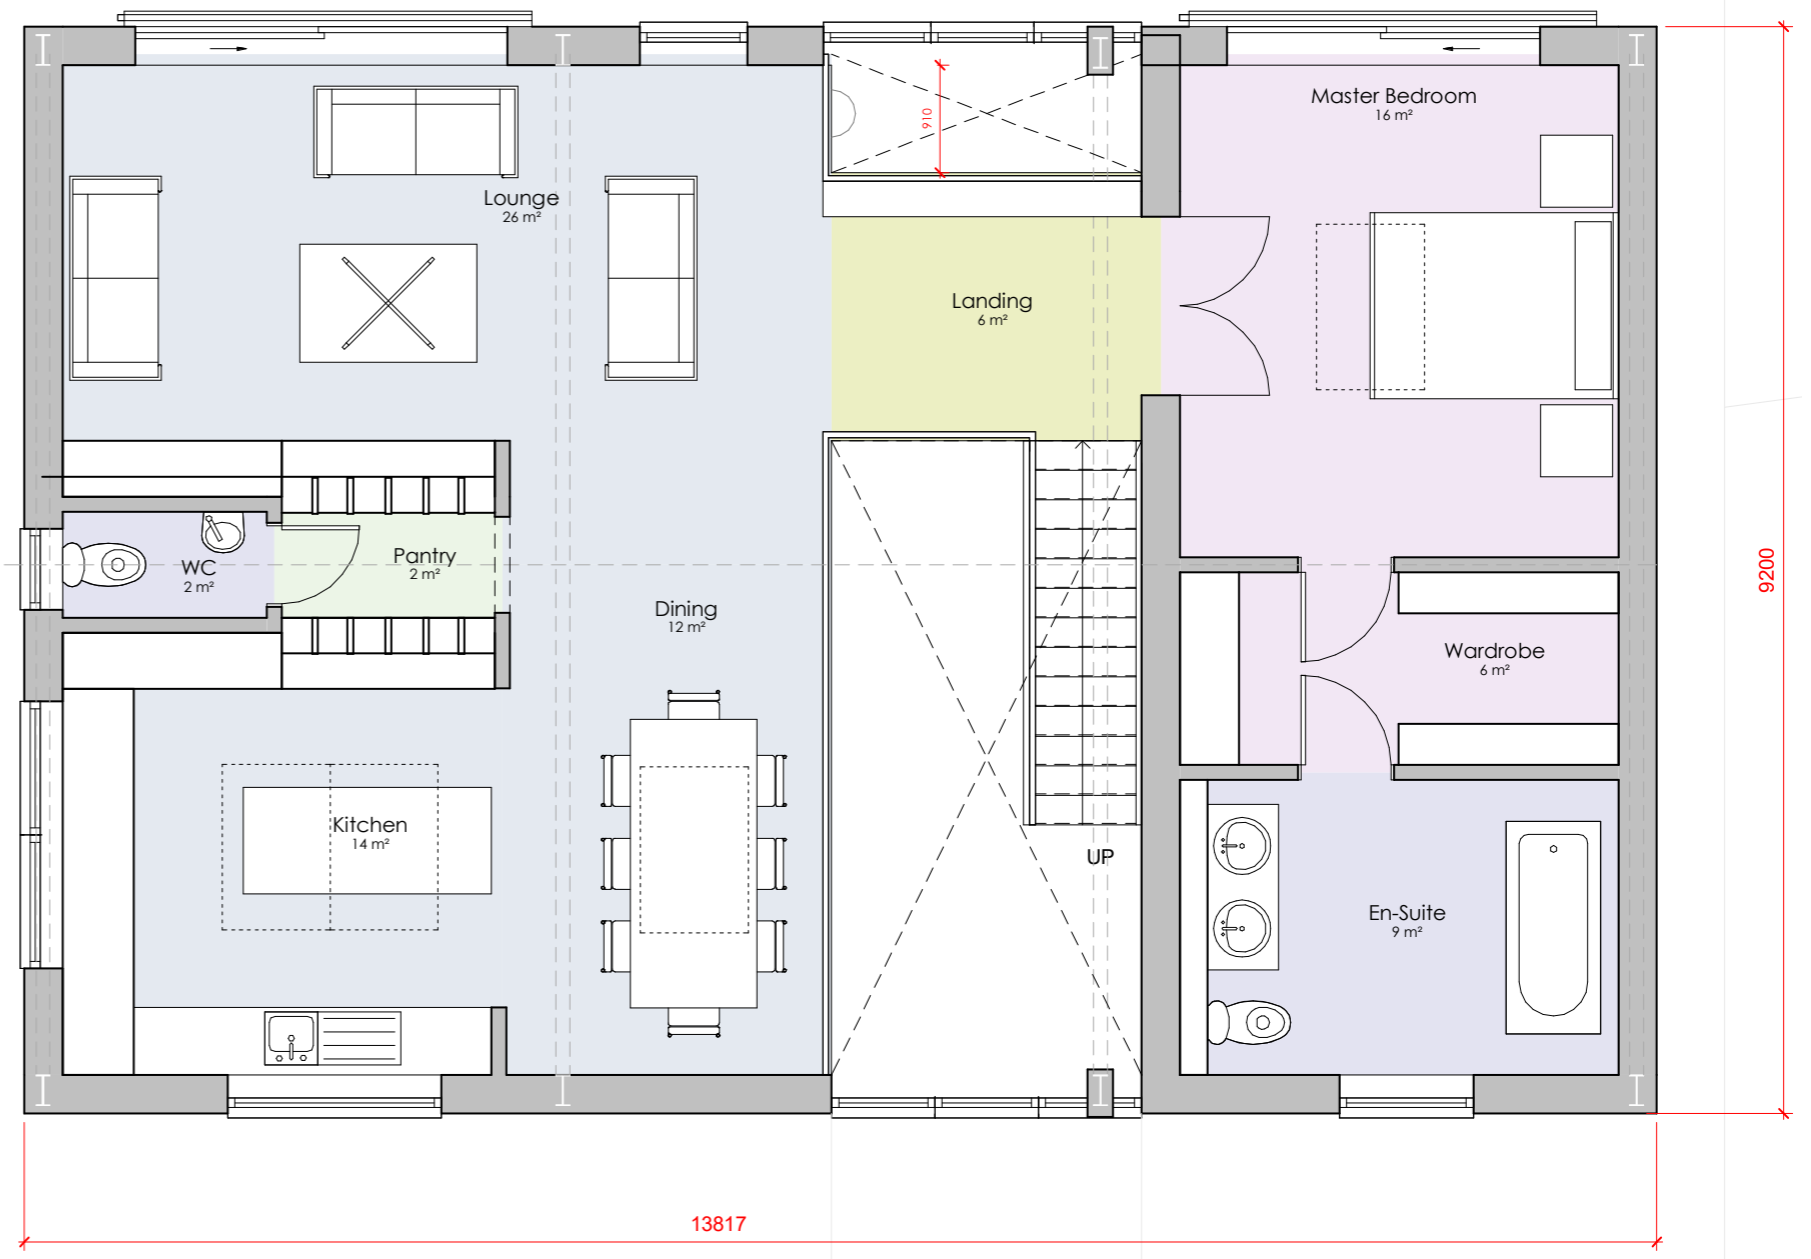 Master Bedroom
16 m²
910
Lounge
26 m²
Landing
6 m²
Pantry
2 m²
WC
2 m²
9200
Dining
12 m²
Wardrobe
6 m²
Kitchen
14 m²
UP
En-Suite
9 m²
13817